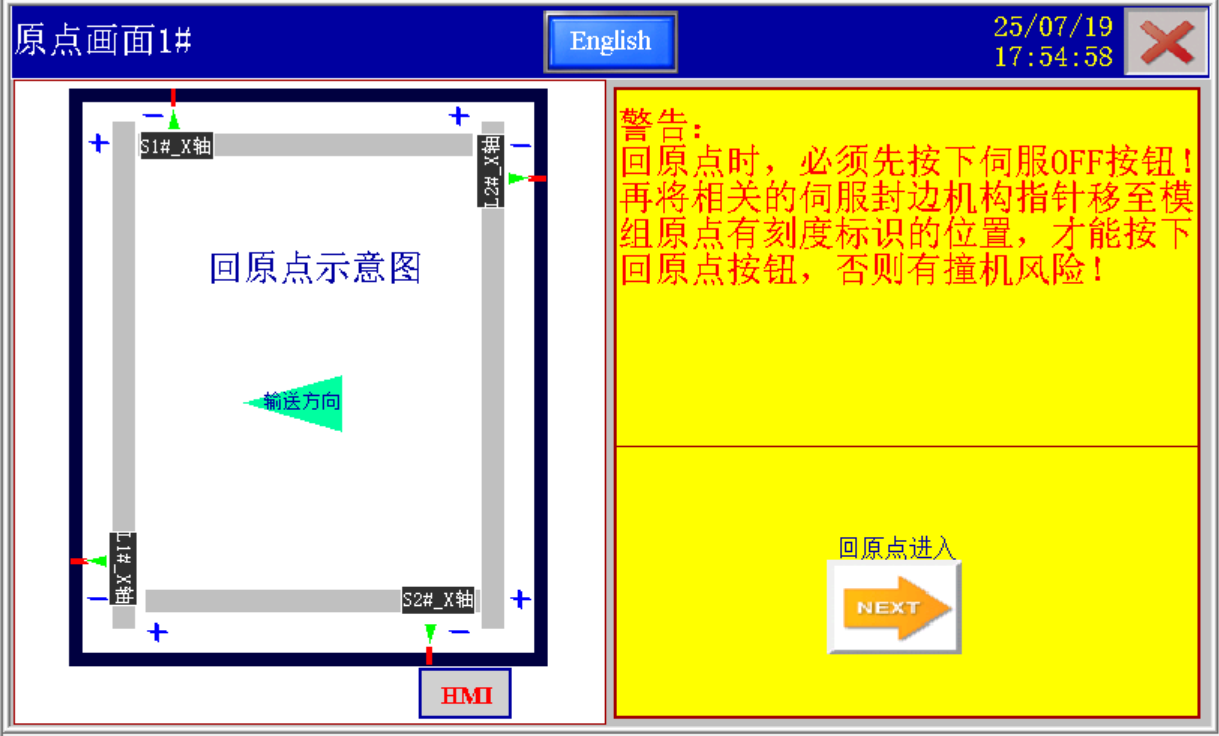 原点画面1#
English
25/07/19
17:54:58
S1#_X轴
L2#_X轴
回原点示意图
输送方向
L1#_X轴
S2#_X轴
HMI
警告:
回原点时，必须先按下伺服OFF按钮!
再将相关的伺服封边机构指针移至模
组原点有刻度标识的位置，才能按下
回原点按钮，否则有撞机风险!
回原点进入
NEXT